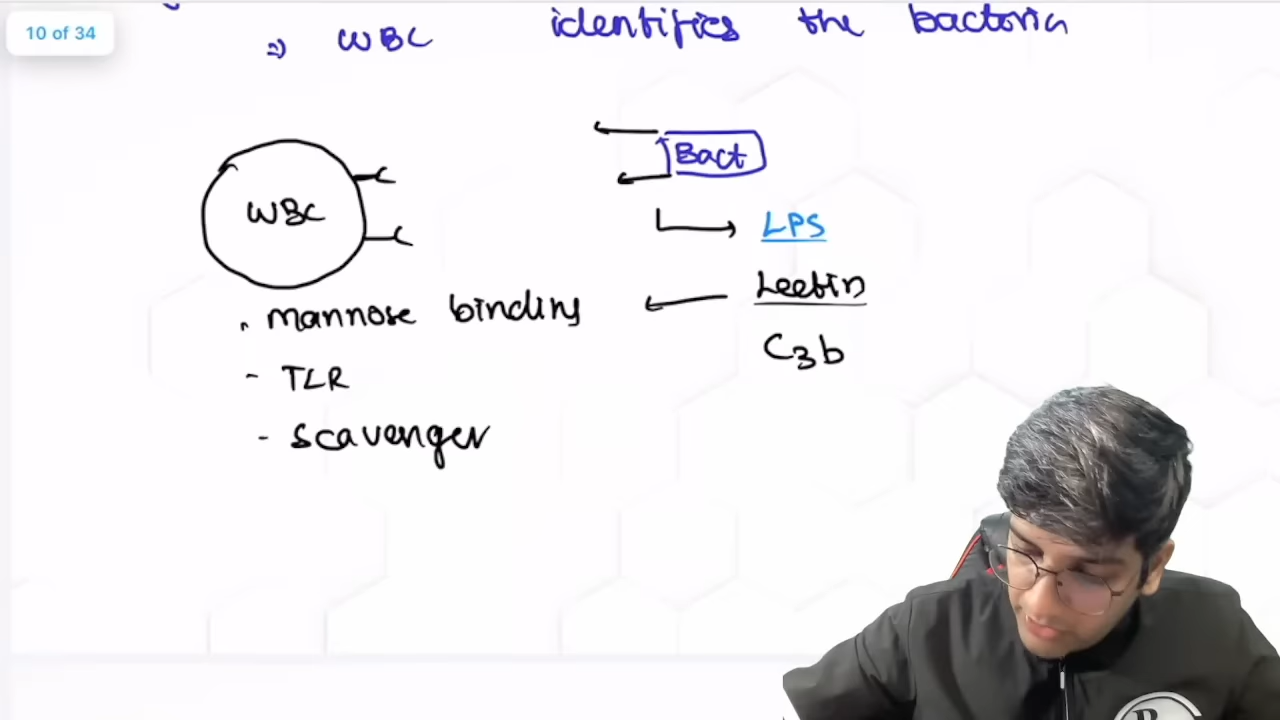 10 of 34
=) WBC identifies the bacteria
Bact
WBC
LPS
Leetin
. mannose binding
C3b
- TLR
- scavenger